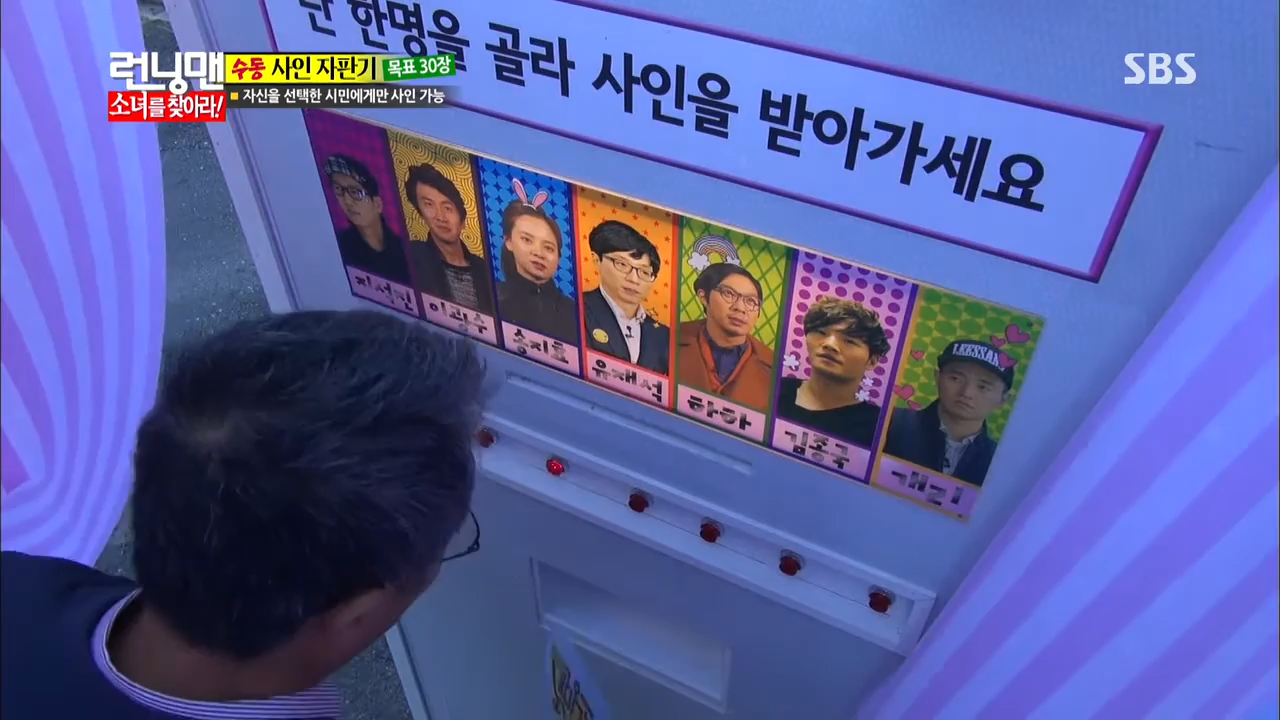 단 한명을 골라 사인을 받아가세요
런닝맨
소녀를 찾아라!
수동 사인 자판기 목표 30장
자신을 선택한 시민에게만 사인 가능
SBS
지석진
이광수
송지효
유재석
하하
김종국
개리
LEESSANG